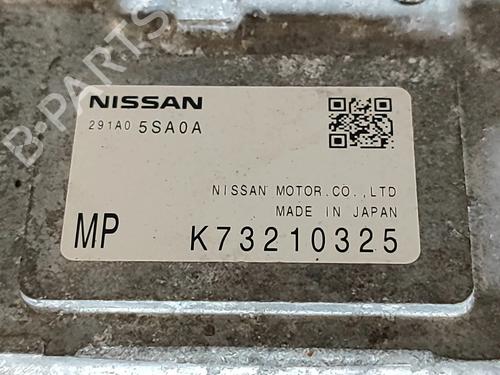 B-PARTS
NISSAN
291A0 5SA0A
NISSAN MOTOR.CO.,LTD
MADE IN JAPAN
MP K73210325